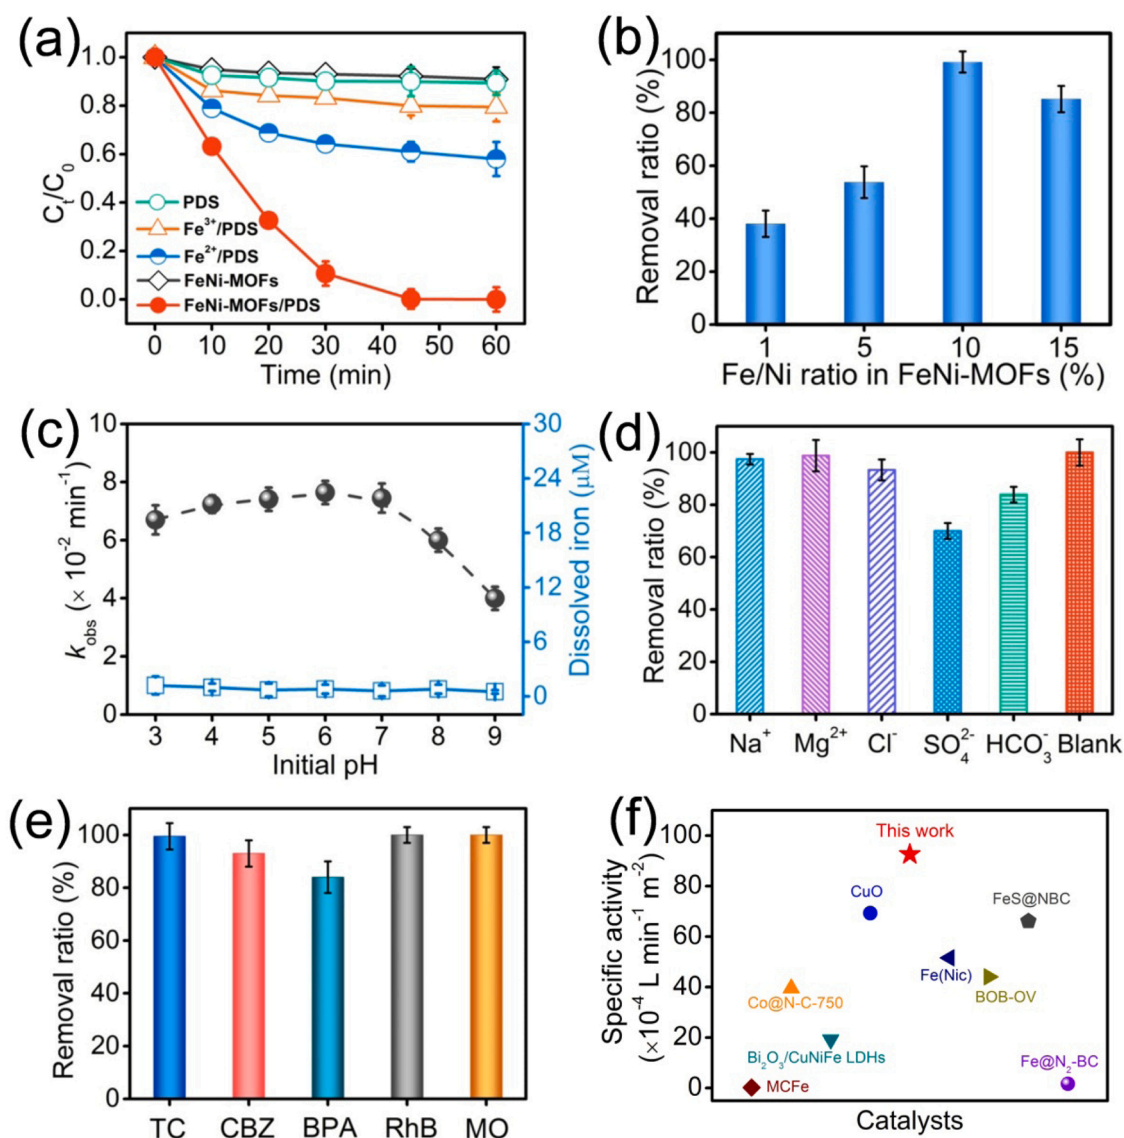 (a)
C_t/C_0
1.0
0.8
0.6
0.4
0.2
0.0
PDS
Fe³⁺/PDS
Fe²⁺/PDS
FeNi-MOFs
FeNi-MOFs/PDS
0 10 20 30 40 50 60
Time (min)
(b)
Removal ratio (%)
100
80
60
40
20
0
1 5 10 15
Fe/Ni ratio in FeNi-MOFs (%)
(c)
k_obs (× 10⁻² min⁻¹)
10
8
6
4
2
0
30
24
18
12
6
0
Dissolved iron (μM)
3 4 5 6 7 8 9
Initial pH
(d)
Removal ratio (%)
100
80
60
40
20
0
Na⁺ Mg²⁺ Cl⁻ SO₄²⁻ HCO₃⁻ Blank
(e)
Removal ratio (%)
100
80
60
40
20
0
TC CBZ BPA RhB MO
(f)
Specific activity
(×10⁻⁴ L min⁻¹ m⁻²)
100
80
60
40
20
0
This work
CuO
FeS@NBC
Fe(Nic)
BOB-OV
Co@N-C-750
Bi₂O₃/CuNiFe LDHs
Fe@N₂-BC
MCFe
Catalysts